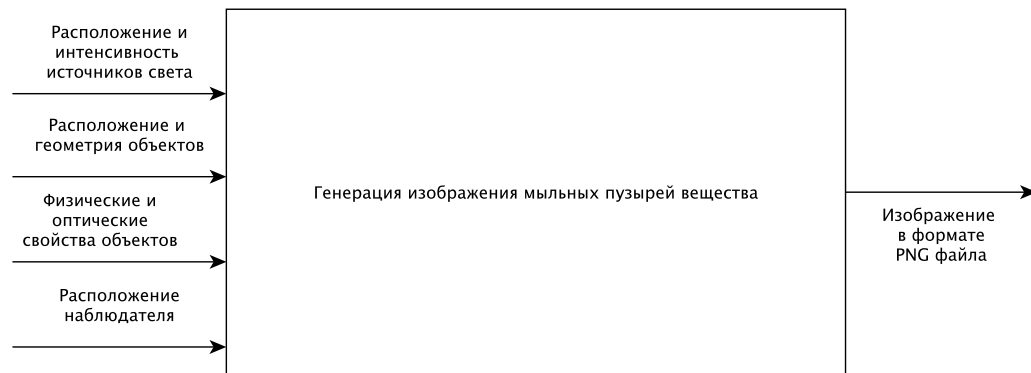 Расположение и
интенсивность
источников света
Расположение и
геометрия объектов
Физические и
оптические
свойства объектов
Расположение
наблюдателя
Генерация изображения мыльных пузырей вещества
Изображение
в формате
PNG файла